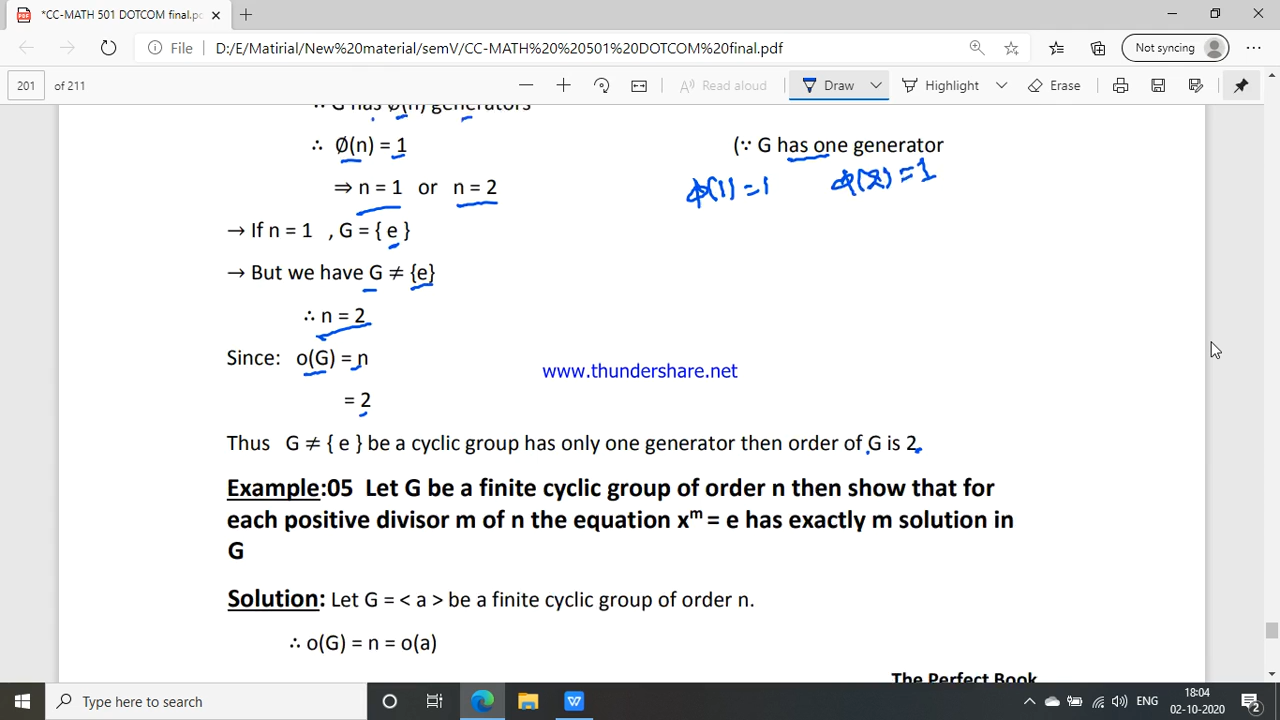 *CC-MATH 501 DOTCOM final.pc
File D:/E/Matirial/New%20material/semV/CC-MATH%20%20501%20DOTCOM%20final.pdf Not syncing
201 of 211 Read aloud Draw Highlight Erase
∴ G has Ø(n) generators
∴ Ø(n) = 1 (∵ G has one generator
⇒ n = 1 or n = 2 ϕ(1) = 1 ϕ(2) = 1
→ If n = 1 , G = { e }
→ But we have G ≠ {e}
∴ n = 2
Since: o(G) = n
www.thundershare.net
= 2
Thus G ≠ { e } be a cyclic group has only one generator then order of G is 2.
Example:05 Let G be a finite cyclic group of order n then show that for
each positive divisor m of n the equation xᵐ = e has exactly m solution in
G
Solution: Let G = < a > be a finite cyclic group of order n.
∴ o(G) = n = o(a)
The Perfect Book
Type here to search ENG 18:04
02-10-2020 2